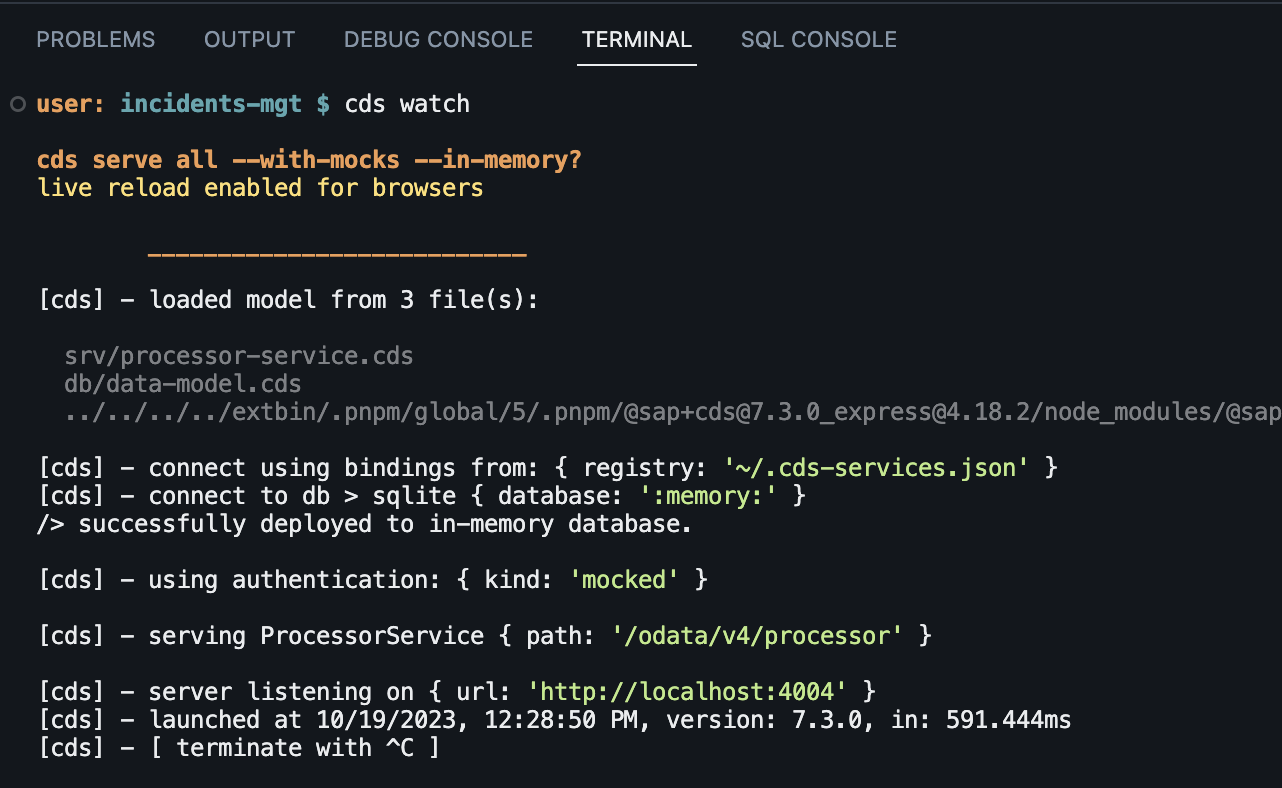 PROBLEMS OUTPUT DEBUG CONSOLE TERMINAL SQL CONSOLE
user: incidents-mgt $ cds watch
cds serve all --with-mocks --in-memory?
live reload enabled for browsers
___________________________
[cds] - loaded model from 3 file(s):
srv/processor-service.cds
db/data-model.cds
../../../../extbin/.pnpm/global/5/.pnpm/@sap+cds@7.3.0_express@4.18.2/node_modules/@sap
[cds] - connect using bindings from: { registry: '~/.cds-services.json' }
[cds] - connect to db > sqlite { database: ':memory:' }
/> successfully deployed to in-memory database.
[cds] - using authentication: { kind: 'mocked' }
[cds] - serving ProcessorService { path: '/odata/v4/processor' }
[cds] - server listening on { url: 'http://localhost:4004' }
[cds] - launched at 10/19/2023, 12:28:50 PM, version: 7.3.0, in: 591.444ms
[cds] - [ terminate with ^C ]